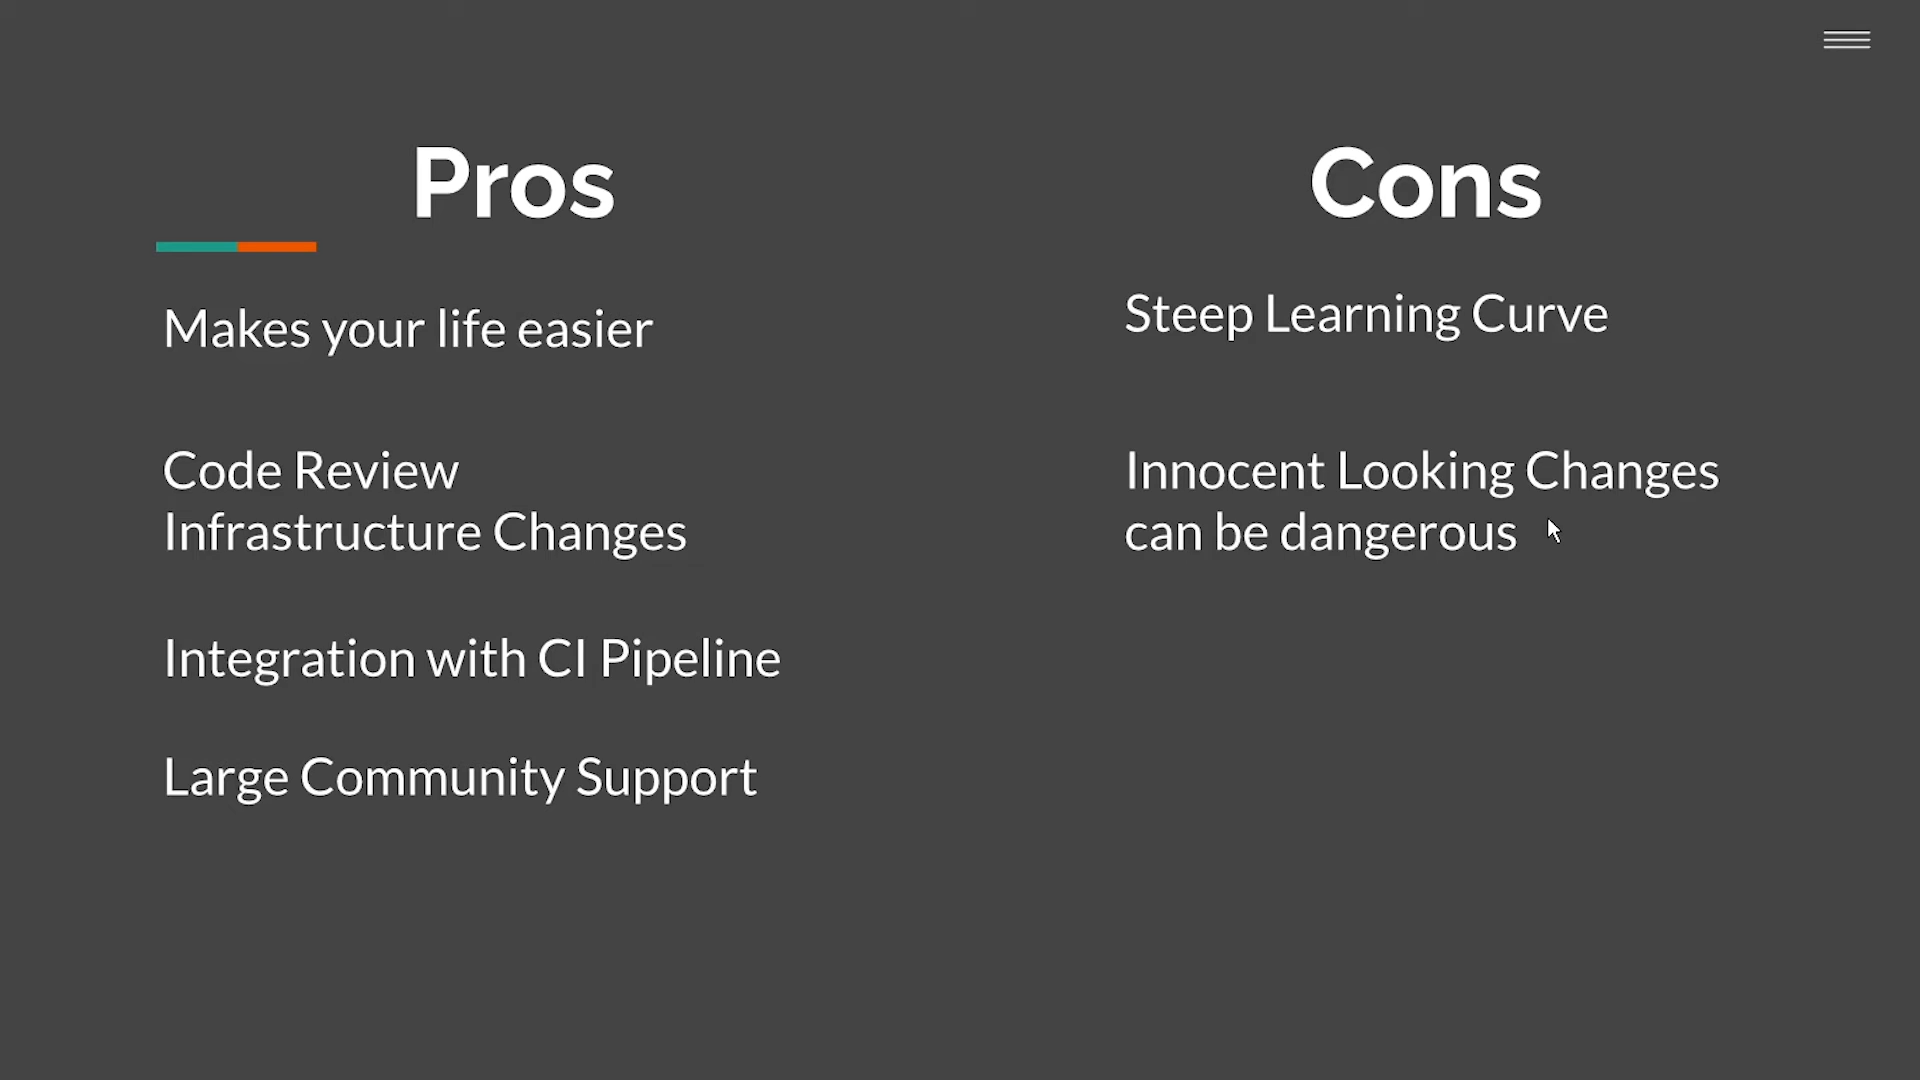 Pros
Makes your life easier
Code Review
Infrastructure Changes
Integration with CI Pipeline
Large Community Support
Cons
Steep Learning Curve
Innocent Looking Changes
can be dangerous